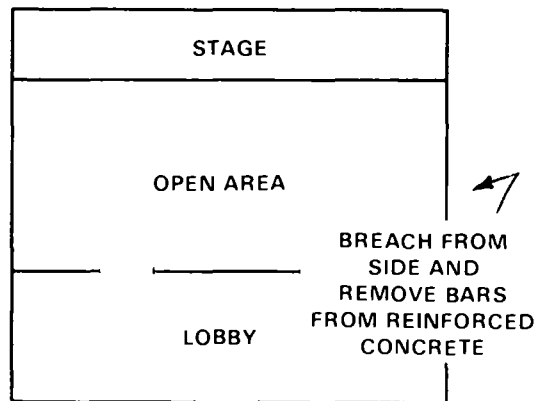 STAGE
OPEN AREA
BREACH FROM
SIDE AND
REMOVE BARS
FROM REINFORCED
CONCRETE
LOBBY